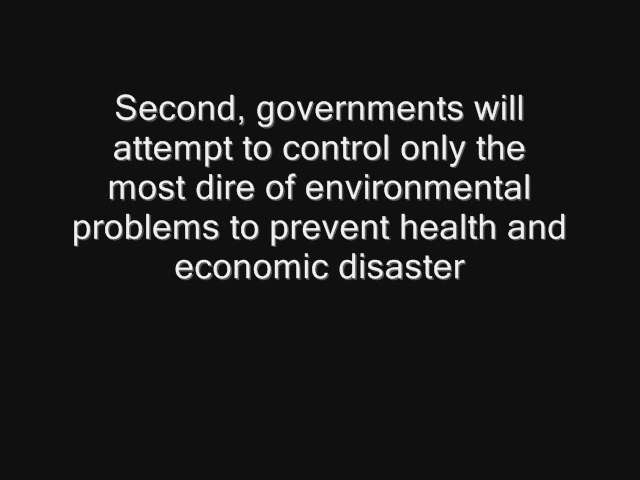 Second, governments will
attempt to control only the
most dire of environmental
problems to prevent health and
economic disaster